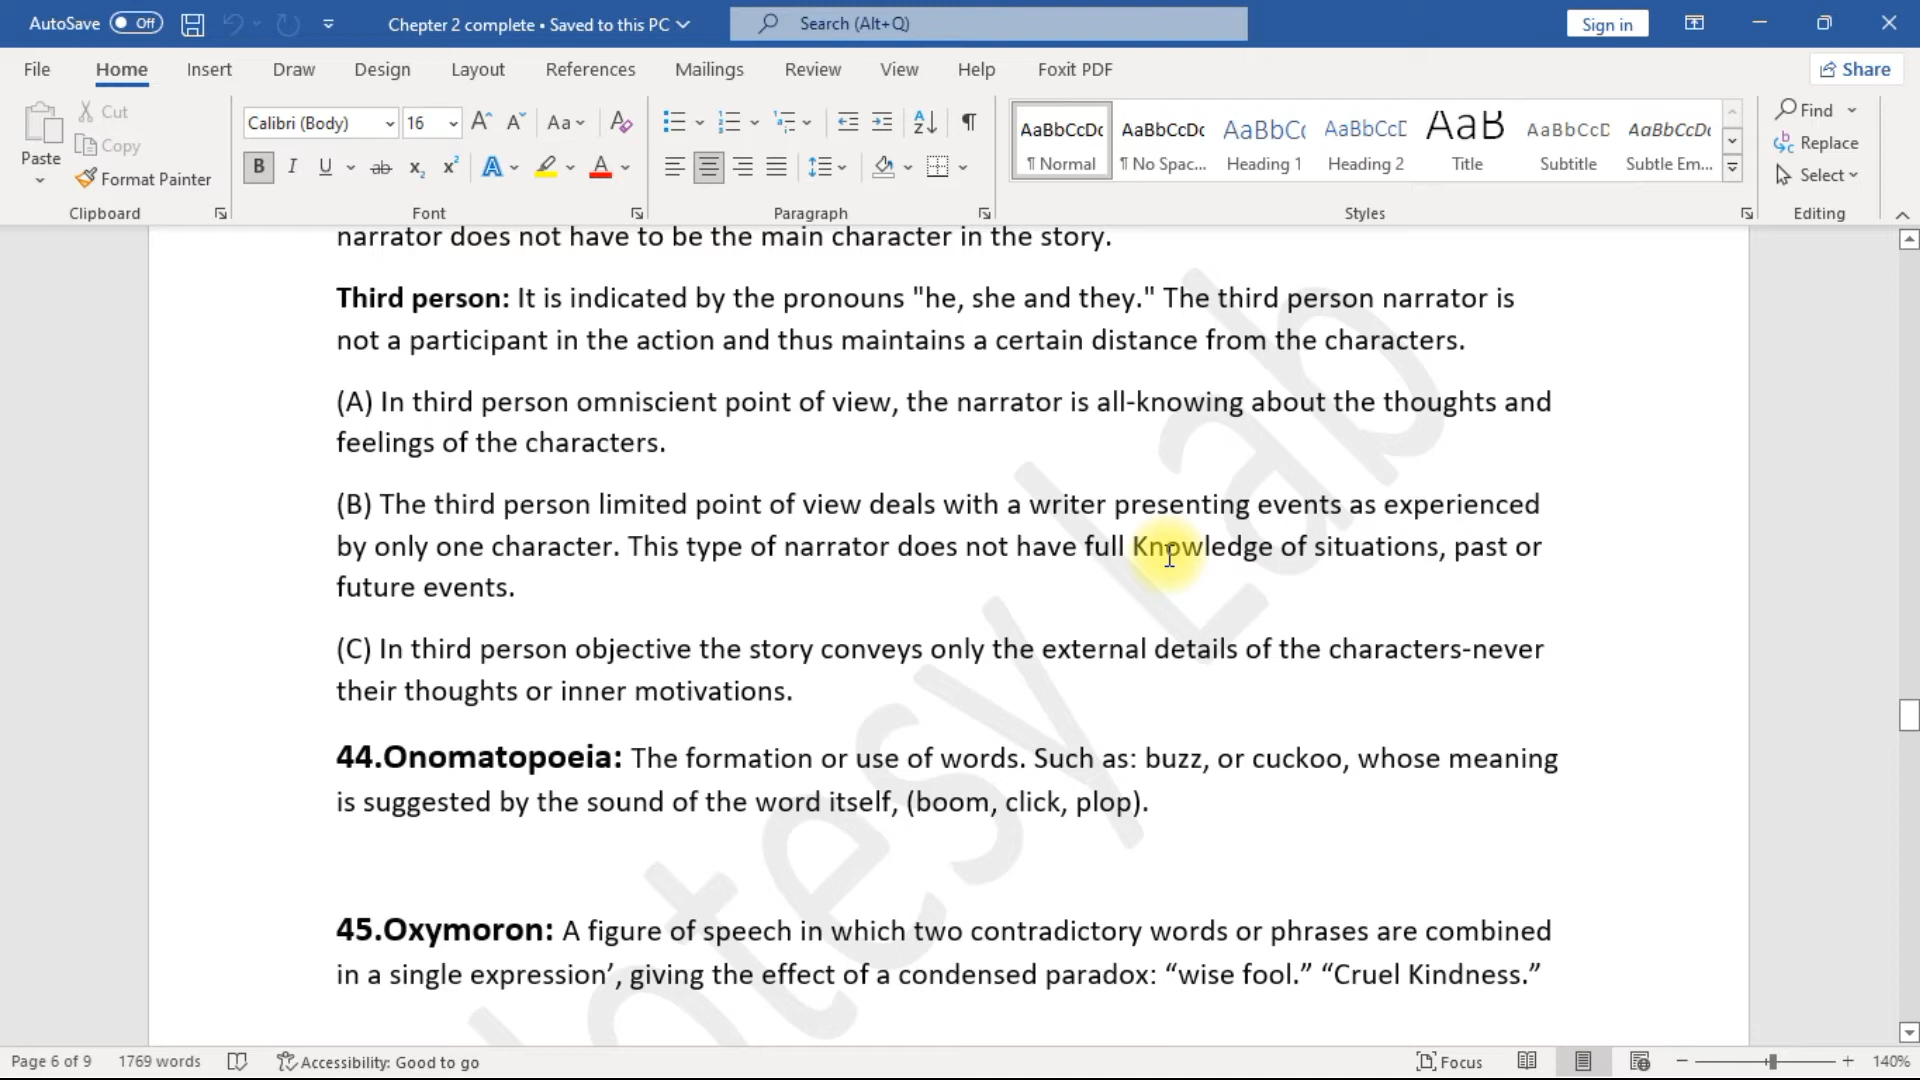 AutoSave Off Chepter 2 complete • Saved to this PC Search (Alt+Q) Sign in
File Home Insert Draw Design Layout References Mailings Review View Help Foxit PDF Share
Paste Cut Copy Format Painter
Calibri (Body) 16
AaBbCcDc AaBbCcDc AaBbC AaBbCcD AaB AaBbCcD AaBbCcDc
¶ Normal ¶ No Spac... Heading 1 Heading 2 Title Subtitle Subtle Em...
Find
Replace
Select
Clipboard Font Paragraph Styles Editing
narrator does not have to be the main character in the story.
Third person: It is indicated by the pronouns "he, she and they." The third person narrator is
not a participant in the action and thus maintains a certain distance from the characters.
(A) In third person omniscient point of view, the narrator is all-knowing about the thoughts and
feelings of the characters.
(B) The third person limited point of view deals with a writer presenting events as experienced
by only one character. This type of narrator does not have full Knowledge of situations, past or
future events.
(C) In third person objective the story conveys only the external details of the characters-never
their thoughts or inner motivations.
44.Onomatopoeia: The formation or use of words. Such as: buzz, or cuckoo, whose meaning
is suggested by the sound of the word itself, (boom, click, plop).
45.Oxymoron: A figure of speech in which two contradictory words or phrases are combined
in a single expression’, giving the effect of a condensed paradox: “wise fool.” “Cruel Kindness.”
Lab
Page 6 of 9 1769 words Accessibility: Good to go Focus 140%